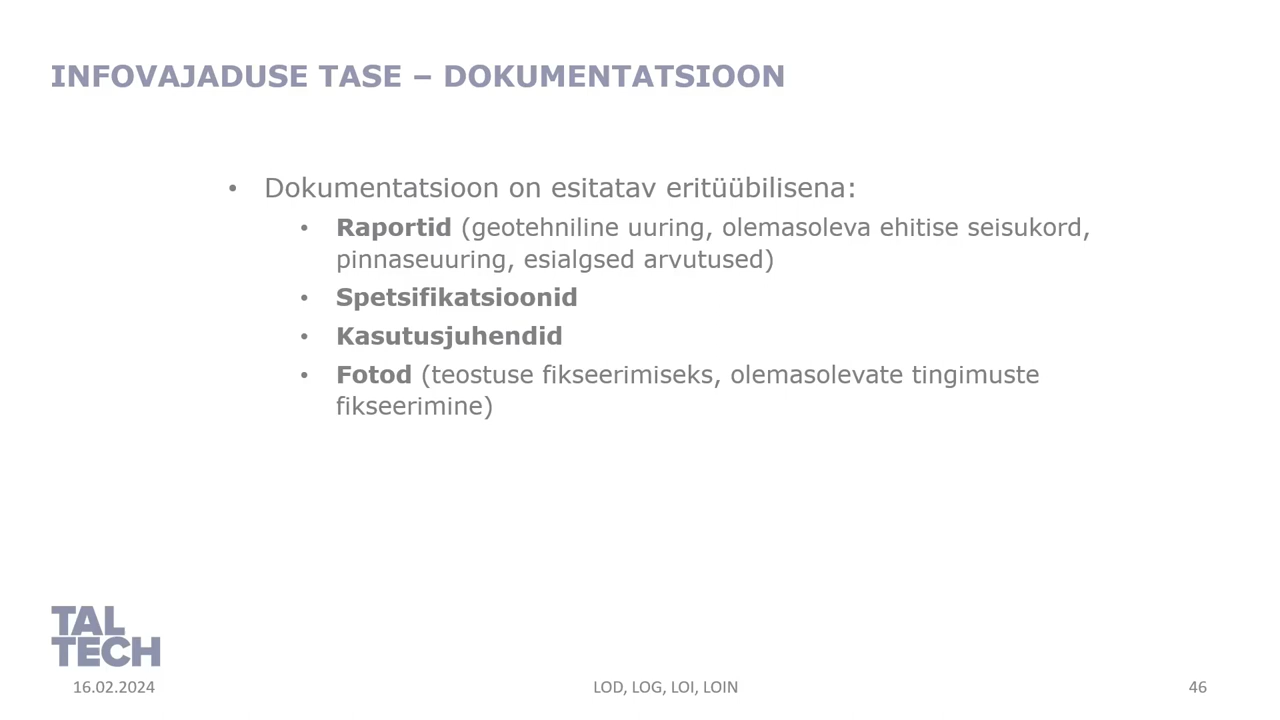 INFOVAJADUSE TASE – DOKUMENTATSIOON
• Dokumentatsioon on esitatav eritüübilisena:
• Raportid (geotehniline uuring, olemasoleva ehitise seisukord,
pinnaseuuring, esialgsed arvutused)
• Spetsifikatsioonid
• Kasutusjuhendid
• Fotod (teostuse fikseerimiseks, olemasolevate tingimuste
fikseerimine)
TAL
TECH
16.02.2024
LOD, LOG, LOI, LOIN
46